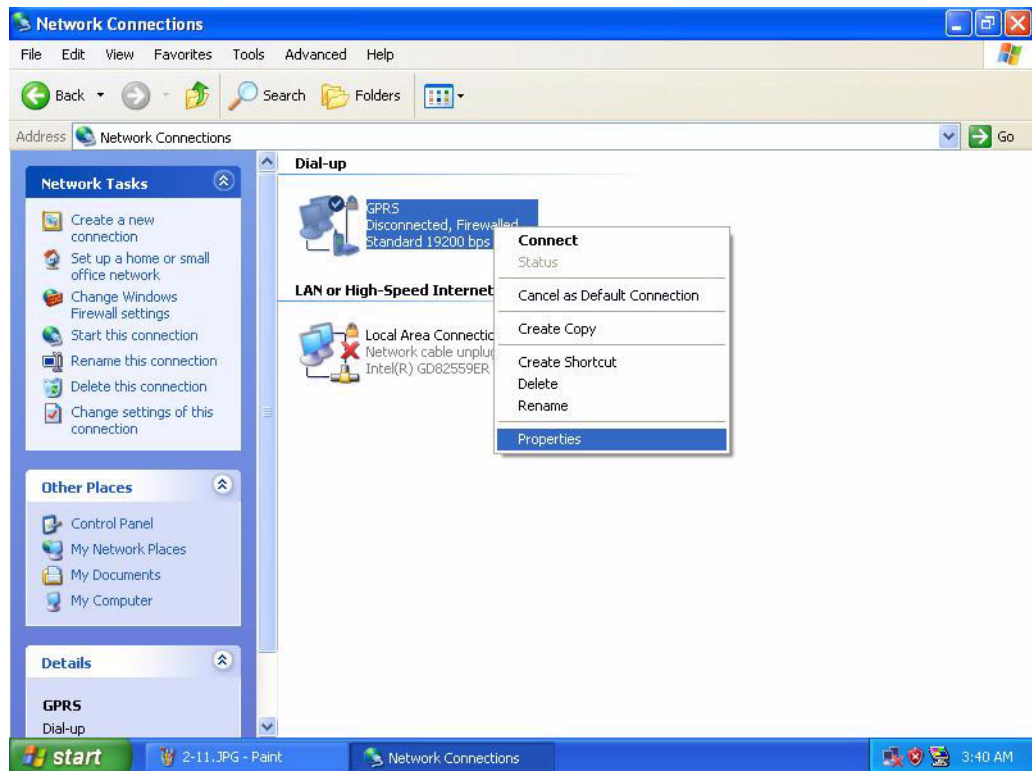 Network Connections
File Edit View Favorites Tools Advanced Help
Back Search Folders
Address Network Connections Go
Network Tasks
Create a new
connection
Set up a home or small
office network
Change Windows
Firewall settings
Start this connection
Rename this connection
Delete this connection
Change settings of this
connection
Other Places
Control Panel
My Network Places
My Documents
My Computer
Details
GPRS
Dial-up
Dial-up
GPRS
Disconnected, Firewalled
Standard 19200 bps
LAN or High-Speed Internet
Local Area Connectio
Network cable unplug
Intel(R) GD82559ER
Connect
Status
Cancel as Default Connection
Create Copy
Create Shortcut
Delete
Rename
Properties
start 2-11.JPG - Paint Network Connections 3:40 AM